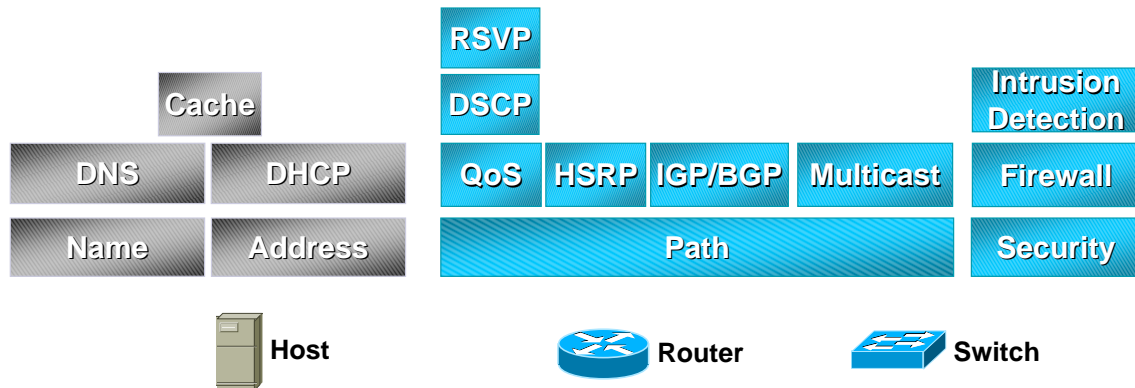 RSVP
Cache
DSCP
Intrusion
Detection
DNS
DHCP
QoS
HSRP
IGP/BGP
Multicast
Firewall
Name
Address
Path
Security
Host
Router
Switch